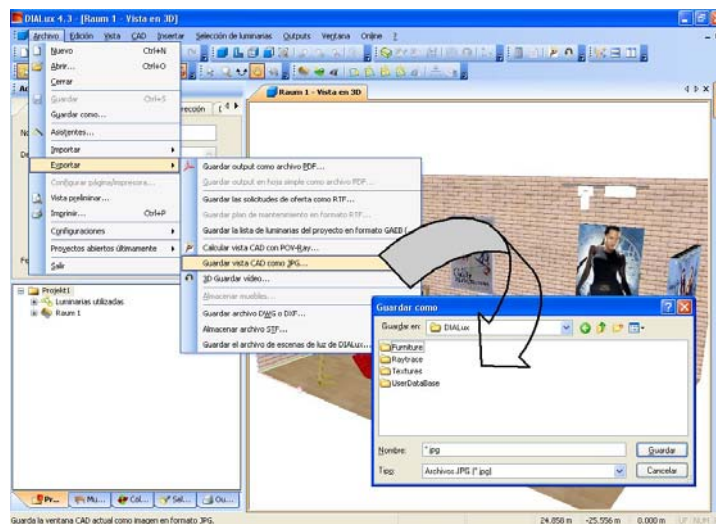 DIALux 4.3 - [Raum 1 - Vista en 3D]
Archivo Edición Vista CAD Insertar Selección de luminarias Outputs Ventana Online ?
Nuevo Ctrl+N
Abrir... Ctrl+O
Cerrar
Guardar Ctrl+S
Guardar como...
Asistentes...
Importar
Exportar
Configurar página/impresora...
Vista preliminar...
Imprimir... Ctrl+P
Configuraciones
Proyectos abiertos últimamente
Salir
Guardar output como archivo PDF...
Guardar output en hoja simple como archivo PDF...
Guardar las solicitudes de oferta como RTF...
Guardar plan de mantenimiento en formato RTF...
Guardar la lista de luminarias del proyecto en formato GAEB (
Calcular vista CAD con POV-Ray...
Guardar vista CAD como JPG...
3D Guardar vídeo...
Almacenar muebles...
Guardar archivo DWG o DXF...
Almacenar archivo STF...
Guardar el archivo de escenas de luz de DIALux...
Raum 1 - Vista en 3D
Projekt1
Luminarias utilizadas
Raum 1
Guardar como
Guardar en: DIALux
Furniture
Raytrace
Textures
UserDataBase
Nombre: *.jpg Guardar
Tipo: Archivos JPG (*.jpg) Cancelar
Pr... Mu... Col... Sal... Ou...
Guarda la ventana CAD actual como imagen en formato JPG. 24.858 m -25.556 m 0.000 m